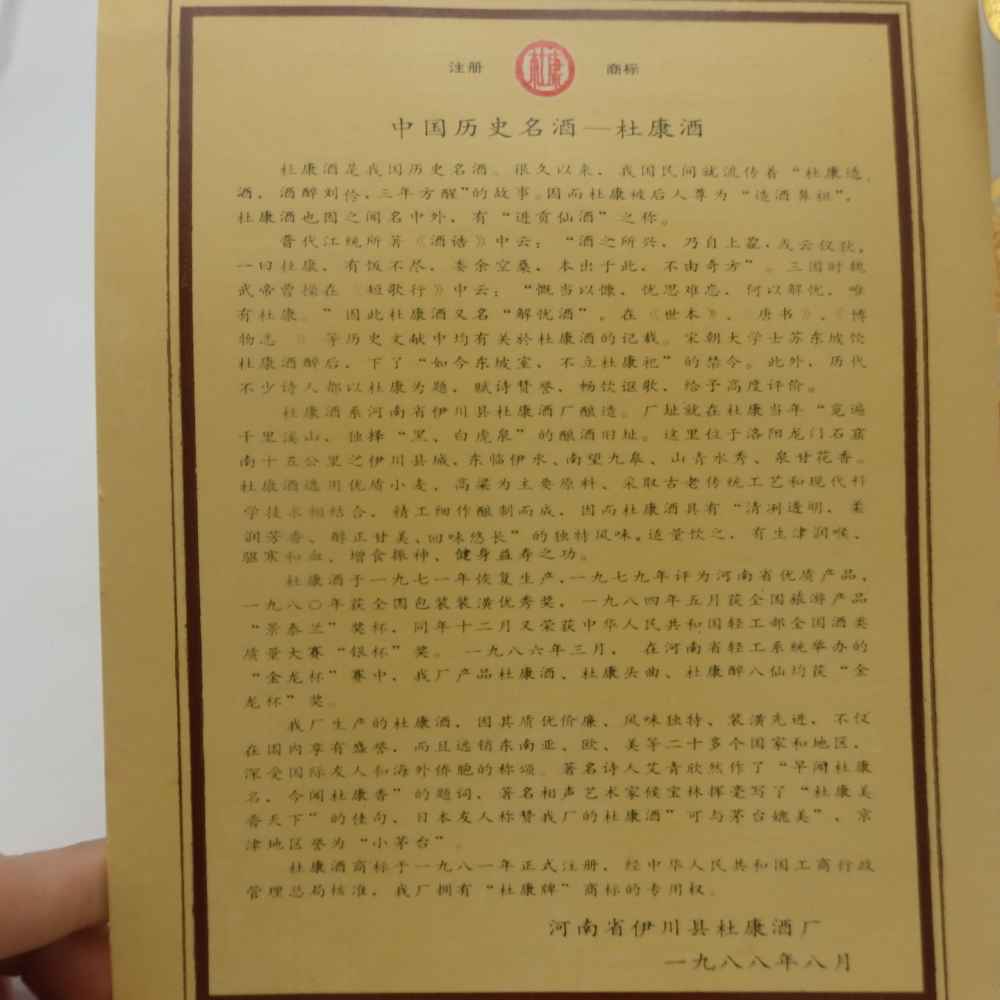 注册 杜康 商标
中国历史名酒—杜康酒
杜康酒是我国历史名酒。很久以来，我国民间就流传着“杜康造
酒，酒醉刘伶，三年方醒”的故事。因而杜康被后人尊为“造酒鼻祖”，
杜康酒也因之闻名中外，有“进贡仙酒”之称。
晋代江统所著《酒诰》中云：“酒之所兴，乃自上皇，或云仪狄，
一曰杜康，有饭不尽，委余空桑，本出于此，不由奇方”。三国时魏
武帝曹操在《短歌行》中云：“慨当以慷，忧思难忘，何以解忧，唯
有杜康。”因此杜康酒又名“解忧酒”。在《世本》、《唐书》、《博
物志》等历史文献中均有关於杜康酒的记载。宋朝大学士苏东坡饮
杜康酒醉后，下了“如今东坡室，不立杜康祀”的禁令。此外，历代
不少诗人都以杜康为题，赋诗赞誉，畅饮讴歌，给予高度评价。
杜康酒系河南省伊川县杜康酒厂酿造。厂址就在杜康当年“觅遍
千里溪山，独择“黑、白虎泉”的酿酒旧址。这里位于洛阳龙门石窟
南十五公里之伊川县城，东临伊水、南望九皋、山青水秀、泉甘花香。
杜康酒选用优质小麦，高粱为主要原料、采取古老传统工艺和现代科
学技术相结合，精工细作酿制而成，因而杜康酒具有“清冽透明，柔
润芳香、醇正甘美、回味悠长”的独特风味。适量饮之，有生津润喉、
驱寒和血、增食振神、健身益寿之功。
杜康酒于一九七一年恢复生产、一九七九年评为河南省优质产品，
一九八〇年获全国包装装潢优秀奖，一九八四年五月获全国旅游产品
“景泰兰”奖杯，同年十二月又荣获中华人民共和国轻工部全国酒类
质量大赛“银杯”奖。一九八六年三月，在河南省轻工系统举办的
“金龙杯”赛中，我厂产品杜康酒、杜康头曲、杜康醉八仙均获“金
龙杯”奖。
我厂生产的杜康酒，因其质优价廉、风味独特、装潢先进，不仅
在国内享有盛誉，而且远销东南亚、欧、美等二十多个国家和地区，
深受国际友人和海外侨胞的称颂。著名诗人艾青欣然作了“早闻杜康
名，今闻杜康香”的题词、著名相声艺术家候宝林挥毫写了“杜康美
香天下”的佳句，日本友人称赞我厂的杜康酒”可与茅台媲美”、京
津地区誉为“小茅台”。
杜康酒商标于一九八一年正式注册，经中华人民共和国工商行政
管理总局核准，我厂拥有“杜康牌”商标的专用权。
河南省伊川县杜康酒厂
一九八八年八月